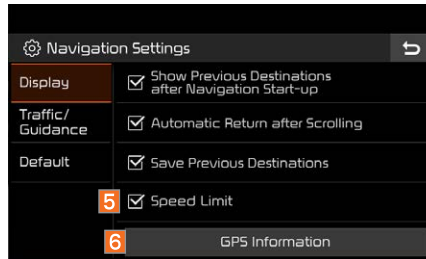 Navigation Settings
Display
Show Previous Destinations
after Navigation Start-up
Traffic/
Guidance
Automatic Return after Scrolling
Default
Save Previous Destinations
5 Speed Limit
6 GPS Information